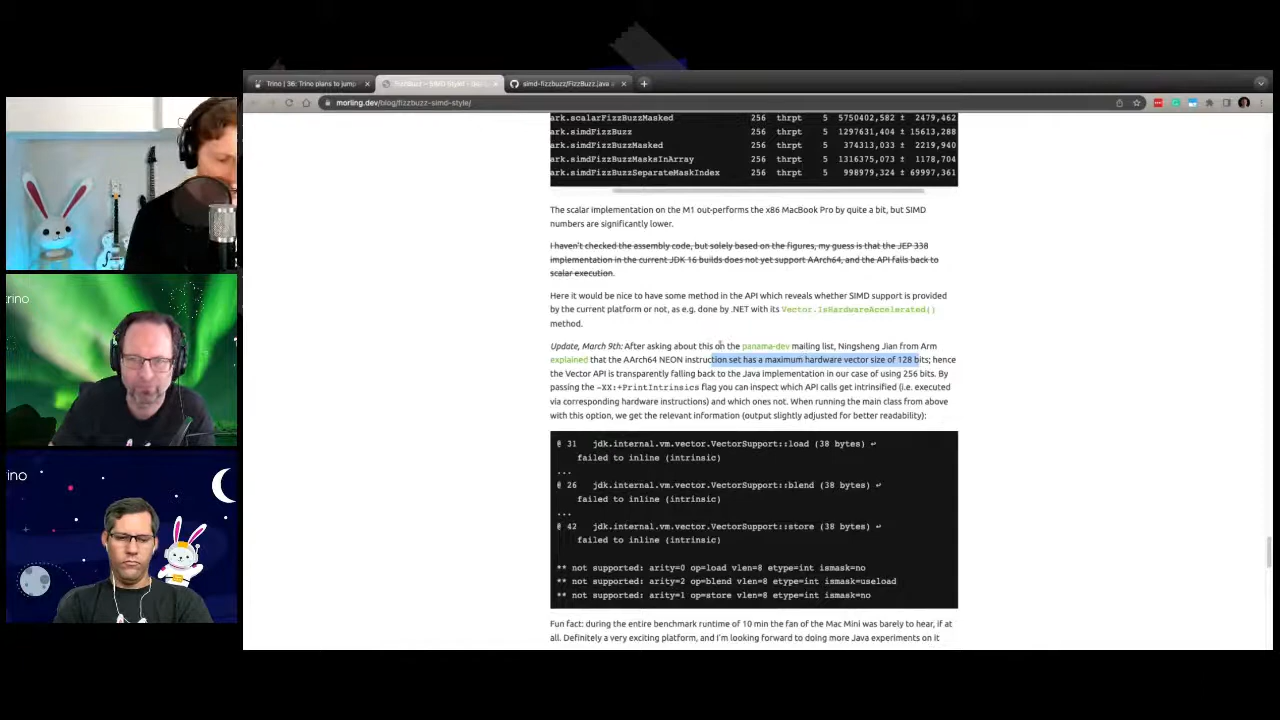 Trino | 36: Trino plans to jump
FizzBuzz – SIMD Style!
simd-fizzbuzz/FizzBuzz.java
morling.dev/blog/fizzbuzz-simd-style/
rino
rino
ark.scalarFizzBuzzMasked 256 thrpt 5 5750402,582 ± 2479,462
ark.simdFizzBuzz 256 thrpt 5 1297631,404 ± 15613,288
ark.simdFizzBuzzMasked 256 thrpt 5 374313,033 ± 2219,940
ark.simdFizzBuzzMasksInArray 256 thrpt 5 1316375,073 ± 1178,704
ark.simdFizzBuzzSeparateMaskIndex 256 thrpt 5 998979,324 ± 69997,361
The scalar implementation on the M1 out-performs the x86 MacBook Pro by quite a bit, but SIMD
numbers are significantly lower.
I haven't checked the assembly code, but solely based on the figures, my guess is that the JEP 338
implementation in the current JDK 16 builds does not yet support AArch64, and the API falls back to
scalar execution.
Here it would be nice to have some method in the API which reveals whether SIMD support is provided
by the current platform or not, as e.g. done by .NET with its Vector.IsHardwareAccelerated()
method.
Update, March 9th: After asking about this on the panama-dev mailing list, Ningsheng Jian from Arm
explained that the AArch64 NEON instruction set has a maximum hardware vector size of 128 bits; hence
the Vector API is transparently falling back to the Java implementation in our case of using 256 bits. By
passing the -XX:+PrintIntrinsics flag you can inspect which API calls get intrinsified (i.e. executed
via corresponding hardware instructions) and which ones not. When running the main class from above
with this option, we get the relevant information (output slightly adjusted for better readability):
@ 31 jdk.internal.vm.vector.VectorSupport::load (38 bytes) ↩
failed to inline (intrinsic)
...
@ 26 jdk.internal.vm.vector.VectorSupport::blend (38 bytes) ↩
failed to inline (intrinsic)
...
@ 42 jdk.internal.vm.vector.VectorSupport::store (38 bytes) ↩
failed to inline (intrinsic)
** not supported: arity=0 op=load vlen=8 etype=int ismask=no
** not supported: arity=2 op=blend vlen=8 etype=int ismask=useload
** not supported: arity=1 op=store vlen=8 etype=int ismask=no
Fun fact: during the entire benchmark runtime of 10 min the fan of the Mac Mini was barely to hear, if at
all. Definitely a very exciting platform, and I'm looking forward to doing more Java experiments on it